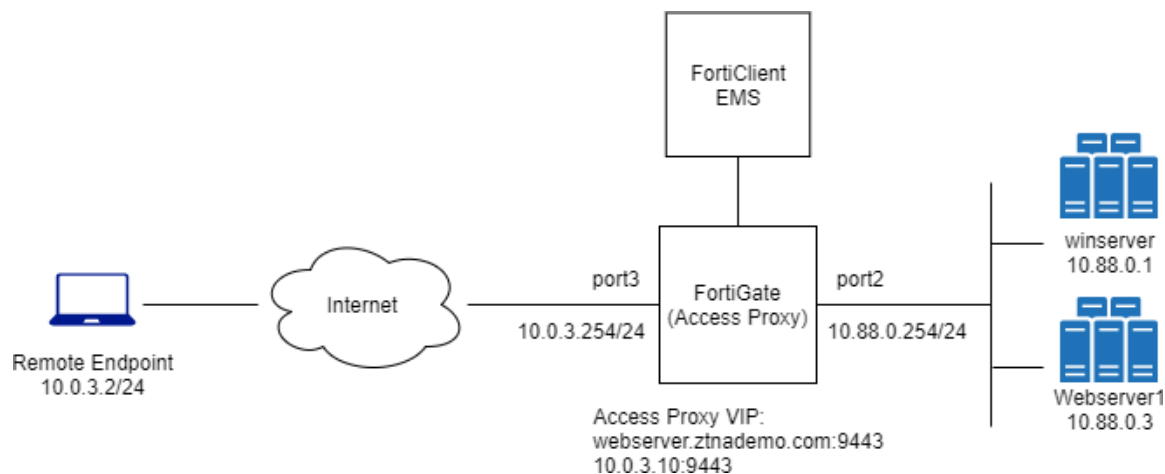 FortiClient
EMS
winserver
10.88.0.1
port3
port2
FortiGate
(Access Proxy)
Internet
10.0.3.254/24
10.88.0.254/24
Remote Endpoint
10.0.3.2/24
Webserver1
10.88.0.3
Access Proxy VIP:
webserver.ztnademo.com:9443
10.0.3.10:9443